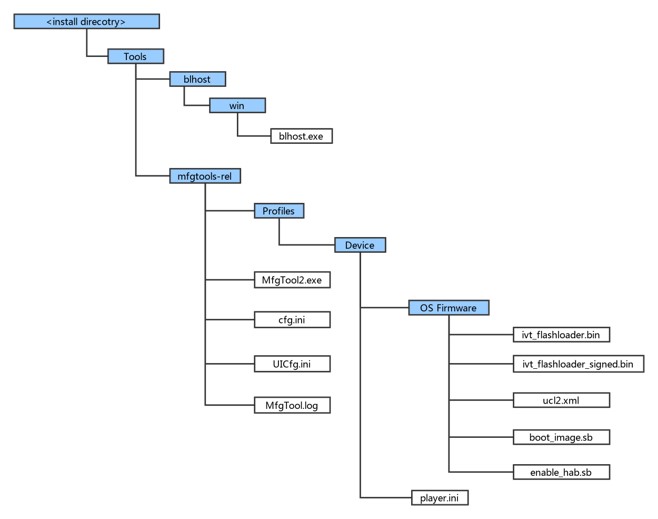 <install direcotry>
Tools
blhost
win
blhost.exe
mfgtools-rel
Profiles
Device
MfgTool2.exe
OS Firmware
cfg.ini
ivt_flashloader.bin
UICfg.ini
ivt_flashloader_signed.bin
ucl2.xml
MfgTool.log
boot_image.sb
enable_hab.sb
player.ini